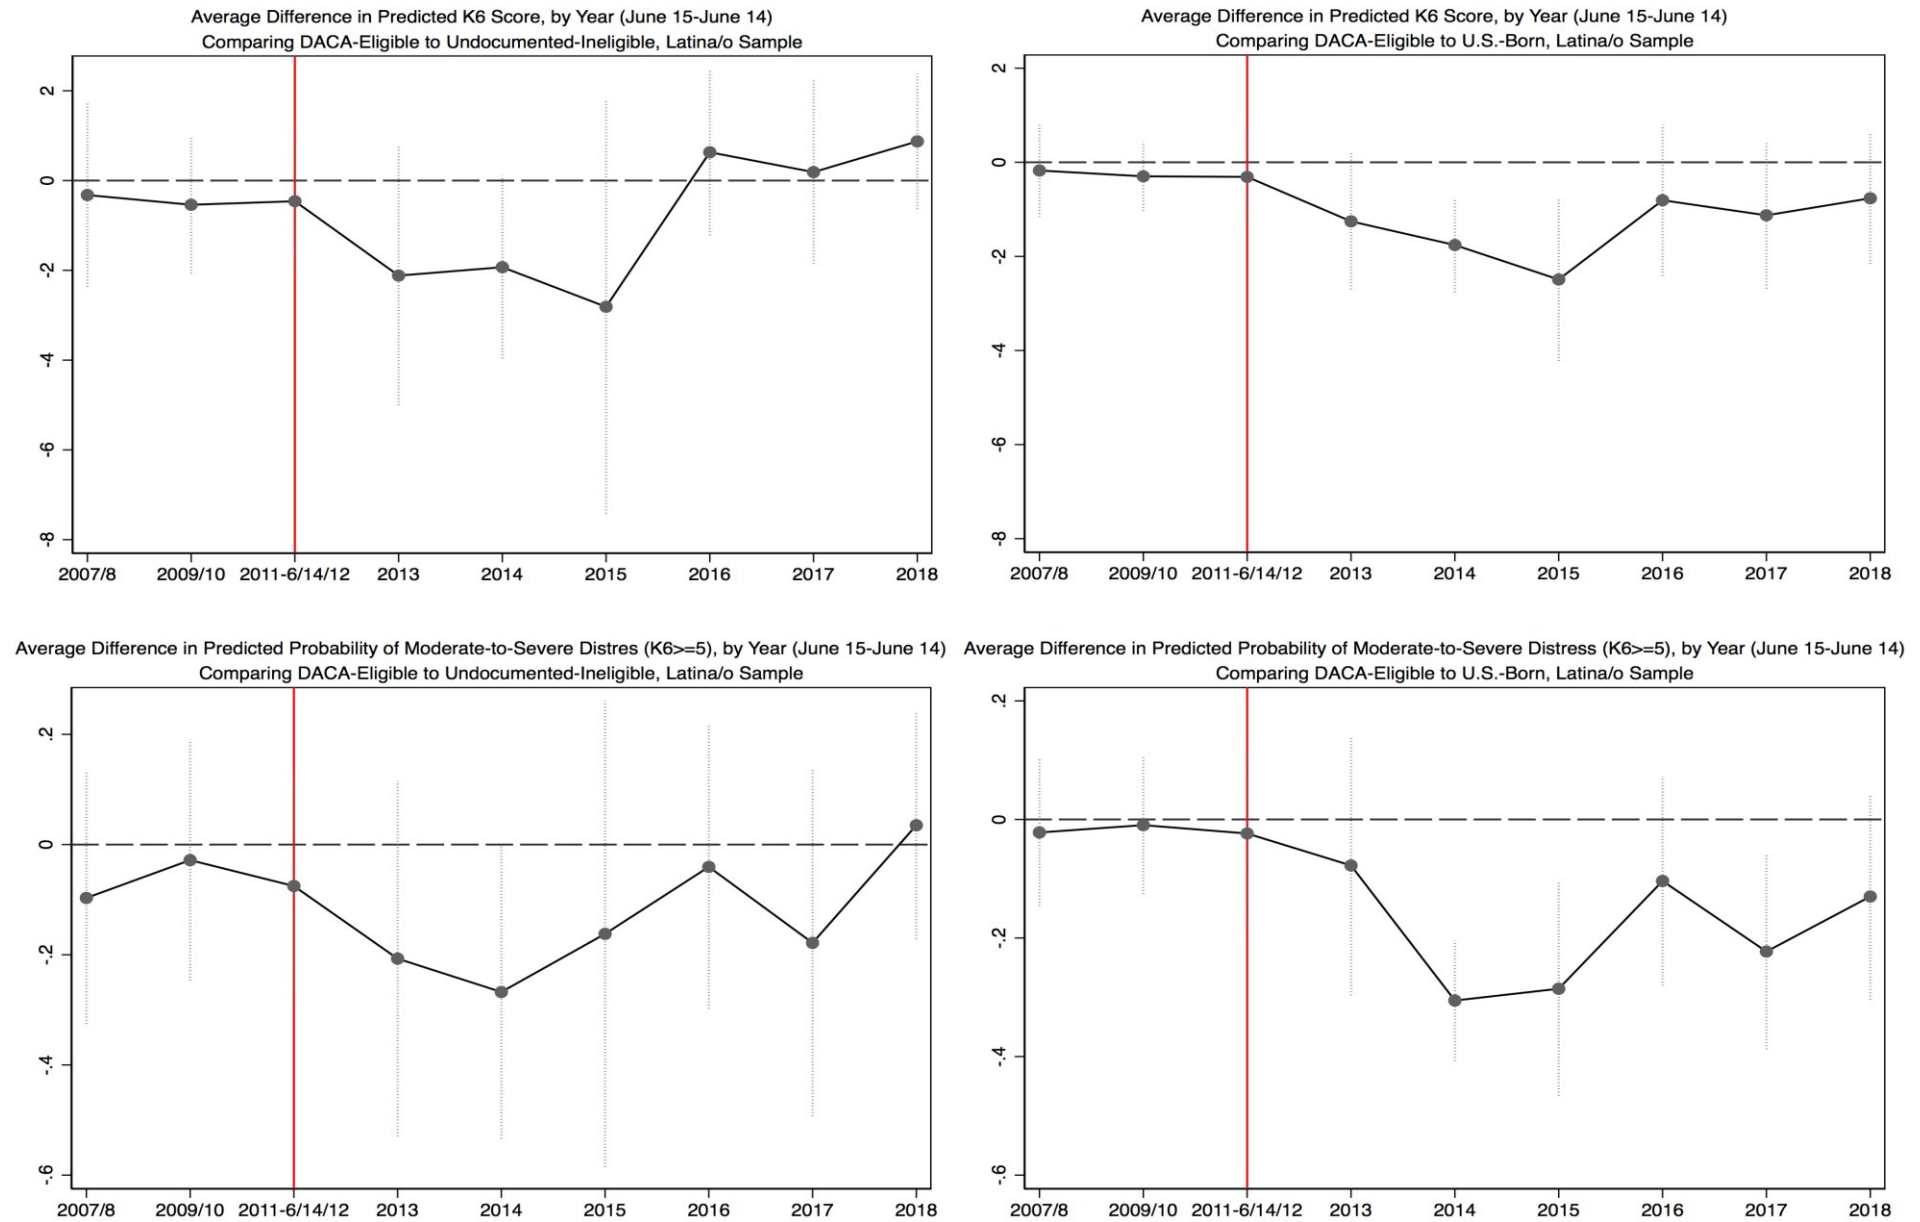 Average Difference in Predicted K6 Score, by Year (June 15-June 14)
Comparing DACA-Eligible to Undocumented-Ineligible, Latina/o Sample
2
0
-2
-4
-6
-8
2007/8 2009/10 2011-6/14/12 2013 2014 2015 2016 2017 2018
Average Difference in Predicted K6 Score, by Year (June 15-June 14)
Comparing DACA-Eligible to U.S.-Born, Latina/o Sample
2
0
-2
-4
-6
-8
2007/8 2009/10 2011-6/14/12 2013 2014 2015 2016 2017 2018
Average Difference in Predicted Probability of Moderate-to-Severe Distres (K6>=5), by Year (June 15-June 14)
Comparing DACA-Eligible to Undocumented-Ineligible, Latina/o Sample
.2
0
-.2
-.4
-.6
2007/8 2009/10 2011-6/14/12 2013 2014 2015 2016 2017 2018
Average Difference in Predicted Probability of Moderate-to-Severe Distress (K6>=5), by Year (June 15-June 14)
Comparing DACA-Eligible to U.S.-Born, Latina/o Sample
.2
0
-.2
-.4
-.6
2007/8 2009/10 2011-6/14/12 2013 2014 2015 2016 2017 2018